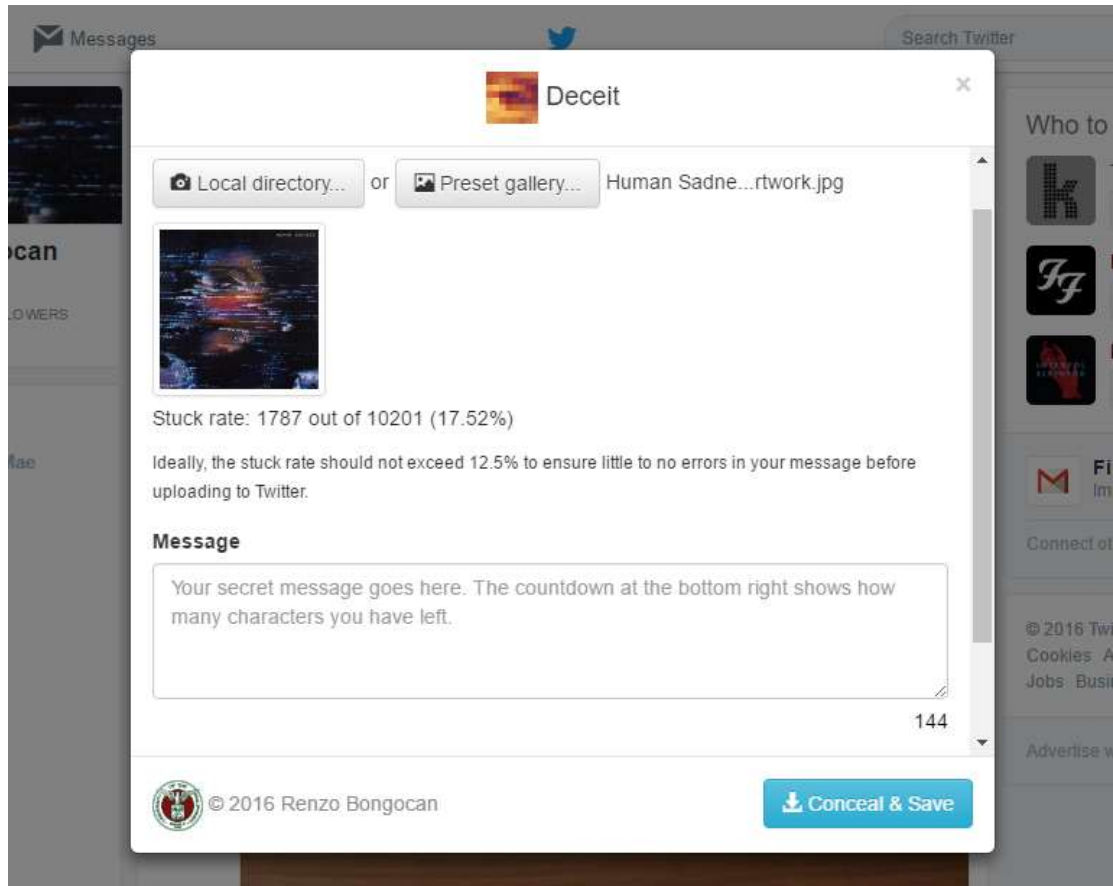 Messages
Search Twitter
Deceit
×
Who to
Local directory... or Preset gallery... Human Sadne...rtwork.jpg
k
ocan
FF
LOWERS
Stuck rate: 1787 out of 10201 (17.52%)
Mae
Ideally, the stuck rate should not exceed 12.5% to ensure little to no errors in your message before
uploading to Twitter.
Fi
Im
Message
Connect ot
Your secret message goes here. The countdown at the bottom right shows how
many characters you have left.
© 2016 Twi
Cookies A
Jobs Busi
144
Advertise w
© 2016 Renzo Bongocan
Conceal & Save